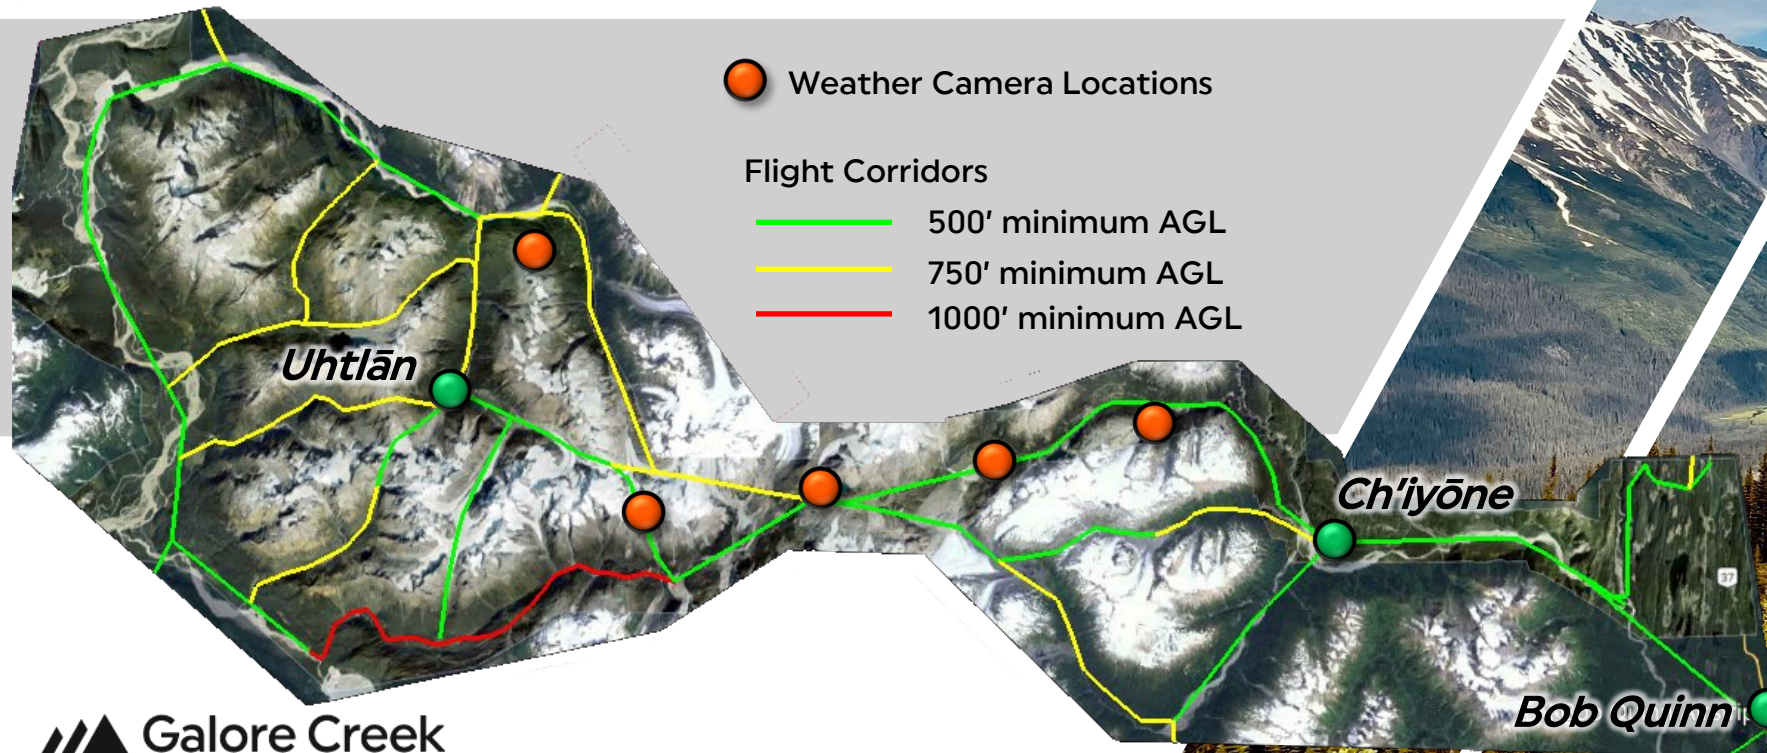 Weather Camera Locations
Flight Corridors
500' minimum AGL
750' minimum AGL
1000' minimum AGL
Uhtlān
Ch'iyōne
37
Bob Quinn
Galore Creek